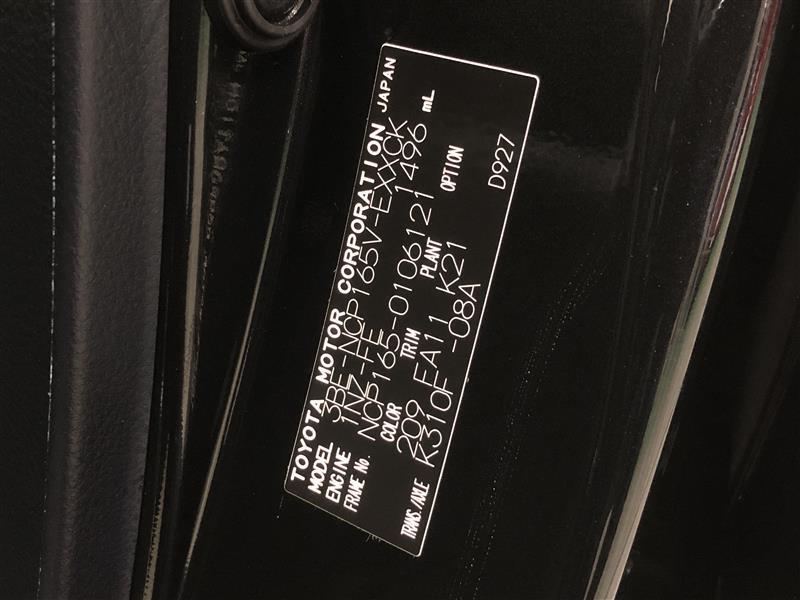 TOYOTA MOTOR CORPORATION JAPAN
MODEL 3BE-NCP165V-EXXCK
ENGINE 1NZ-FE 1496 mL
FRAME No. NCP165-0106121
COLOR TRIM PLANT OPTION
209 FA11 K21
TRANS./AXLE K310F -08A D927